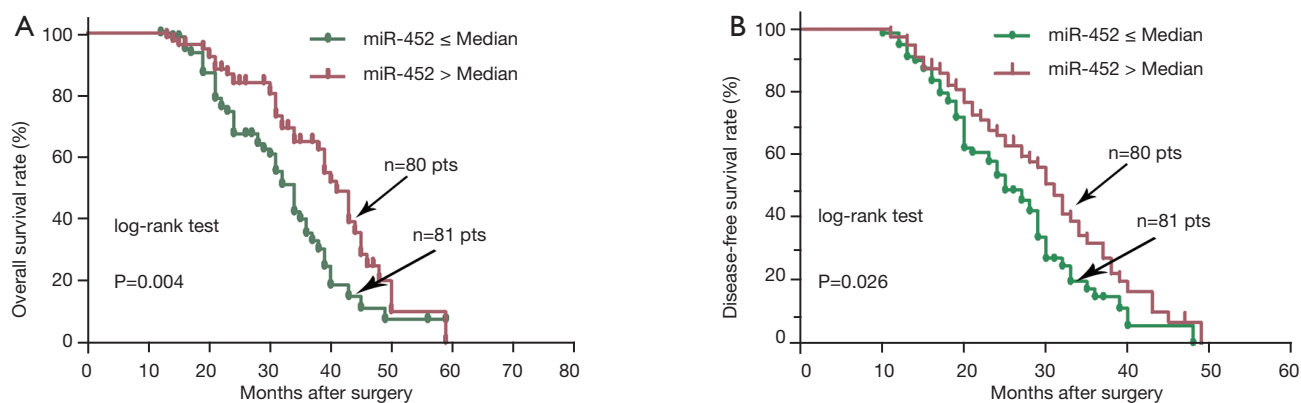 A
Overall survival rate (%)
100
80
60
40
20
0
miR-452 ≤ Median
miR-452 > Median
n=80 pts
n=81 pts
log-rank test
P=0.004
0 10 20 30 40 50 60 70 80
Months after surgery
B
Disease-free survival rate (%)
100
80
60
40
20
0
miR-452 ≤ Median
miR-452 > Median
n=80 pts
n=81 pts
log-rank test
P=0.026
0 10 20 30 40 50 60
Months after surgery